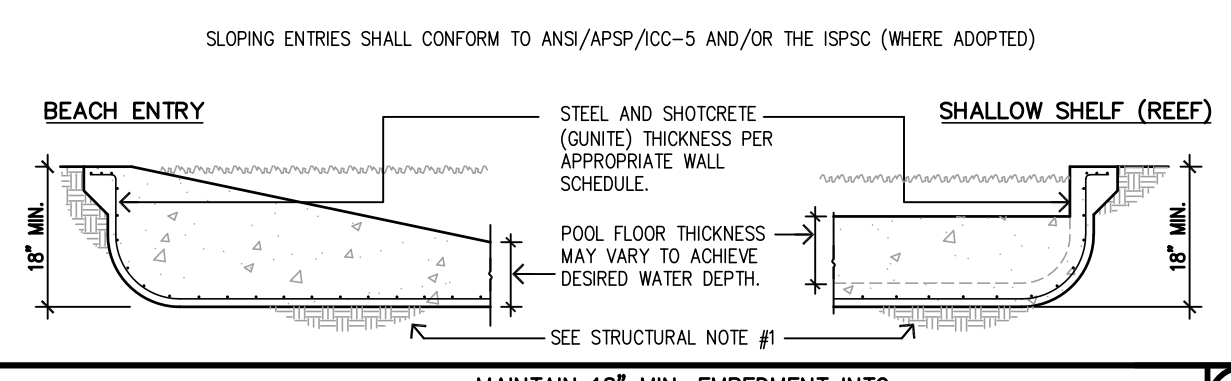 SLOPING ENTRIES SHALL CONFORM TO ANSI/APSP/ICC-5 AND/OR THE ISPSC (WHERE ADOPTED)
BEACH ENTRY
STEEL AND SHOTCRETE
(GUNITE) THICKNESS PER
APPROPRIATE WALL
SCHEDULE.
SHALLOW SHELF (REEF)
18" MIN.
POOL FLOOR THICKNESS
MAY VARY TO ACHIEVE
DESIRED WATER DEPTH.
18" MIN.
SEE STRUCTURAL NOTE #1